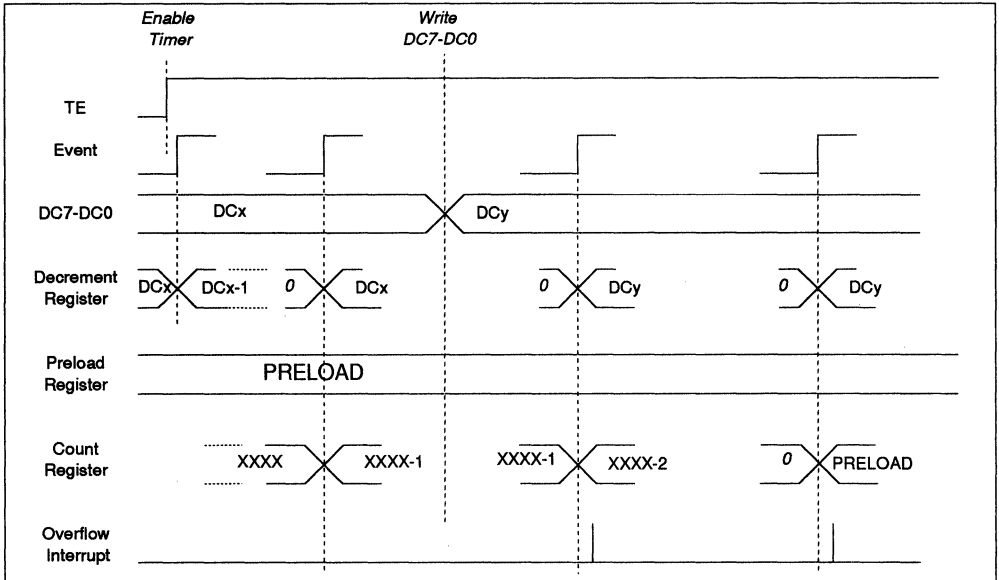 Enable
Timer
Write
DC7-DC0
TE
Event
DC7-DC0
DCx
DCy
Decrement
Register
DCx
DCx-1
0
DCx
0
DCy
0
DCy
Preload
Register
PRELOAD
Count
Register
XXXX
XXXX-1
XXXX-1
XXXX-2
0
PRELOAD
Overflow
Interrupt